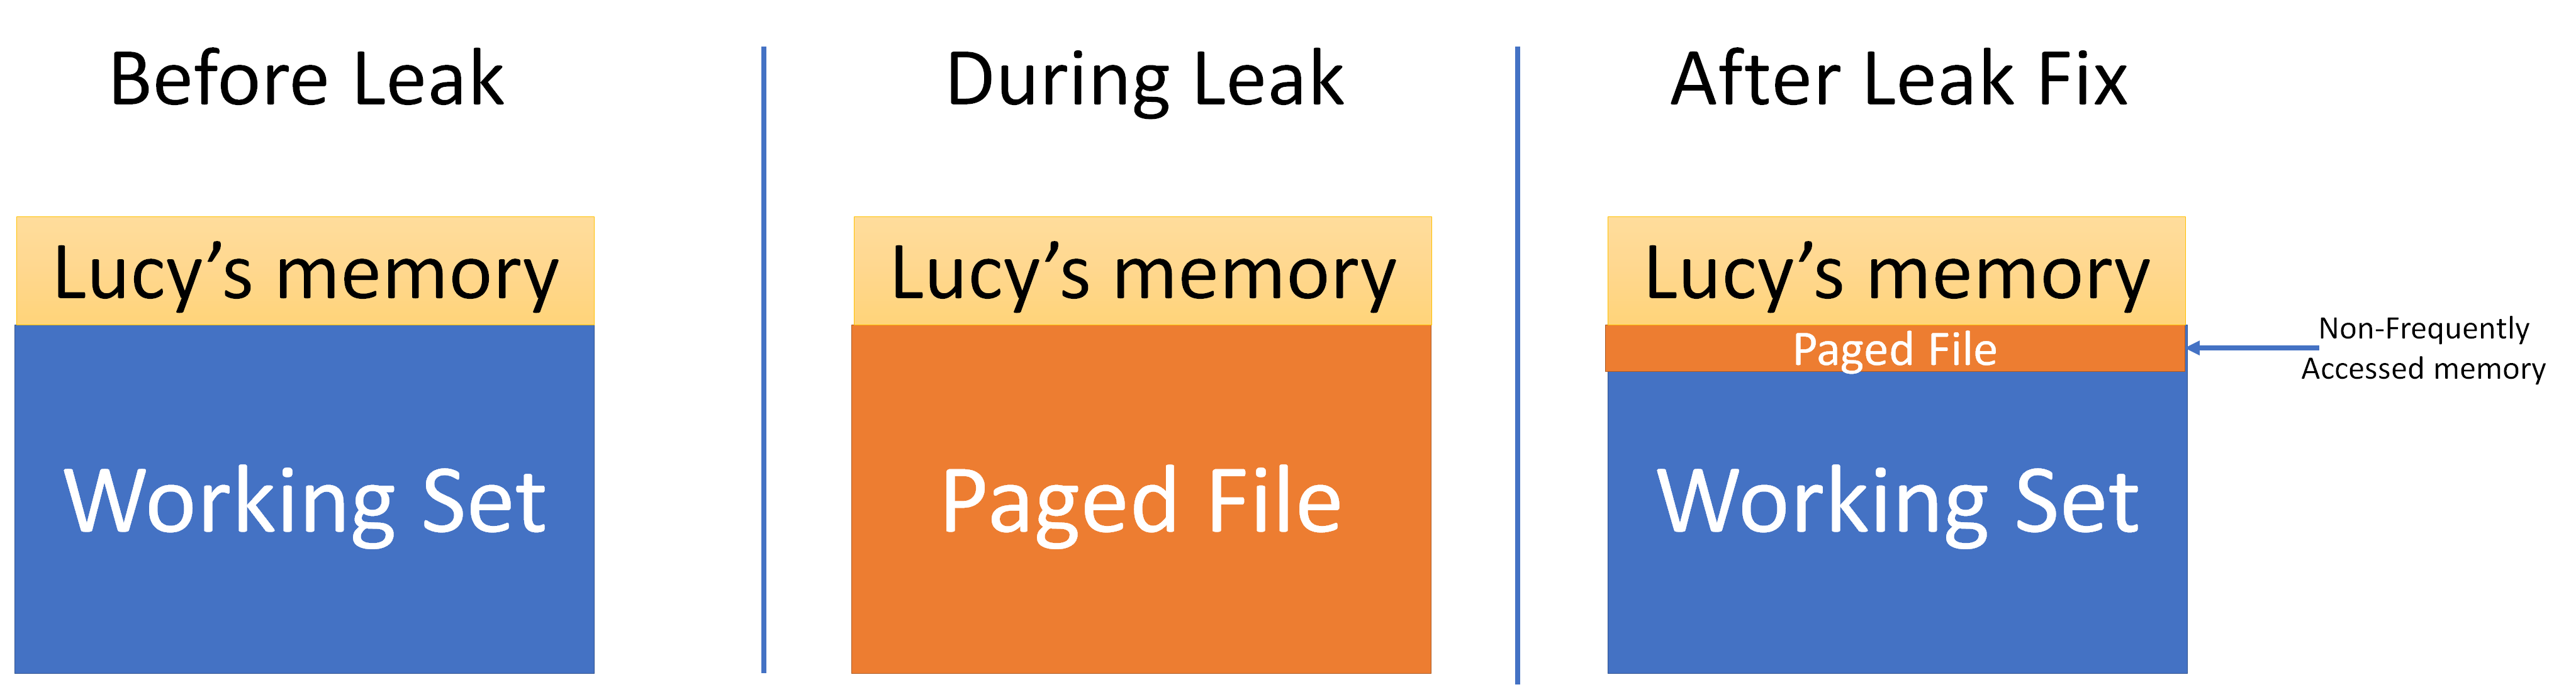 Before Leak
During Leak
After Leak Fix
Lucy’s memory
Working Set
Lucy’s memory
Paged File
Lucy’s memory
Paged File
Working Set
Non-Frequently
Accessed memory